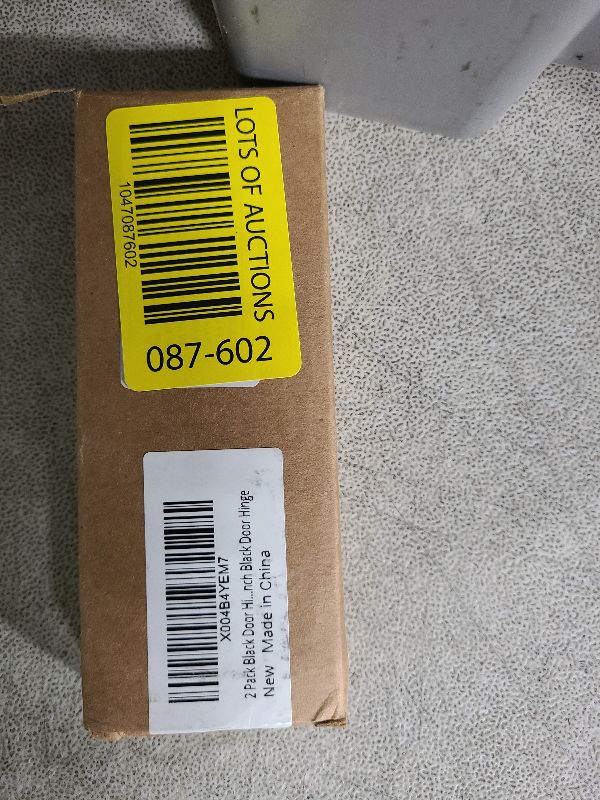 LOTS OF AUCTIONS
1047087602
087-602
X004B4YEM7
2 Pack Black Door Hi...nch Black Door Hinge
New Made in China